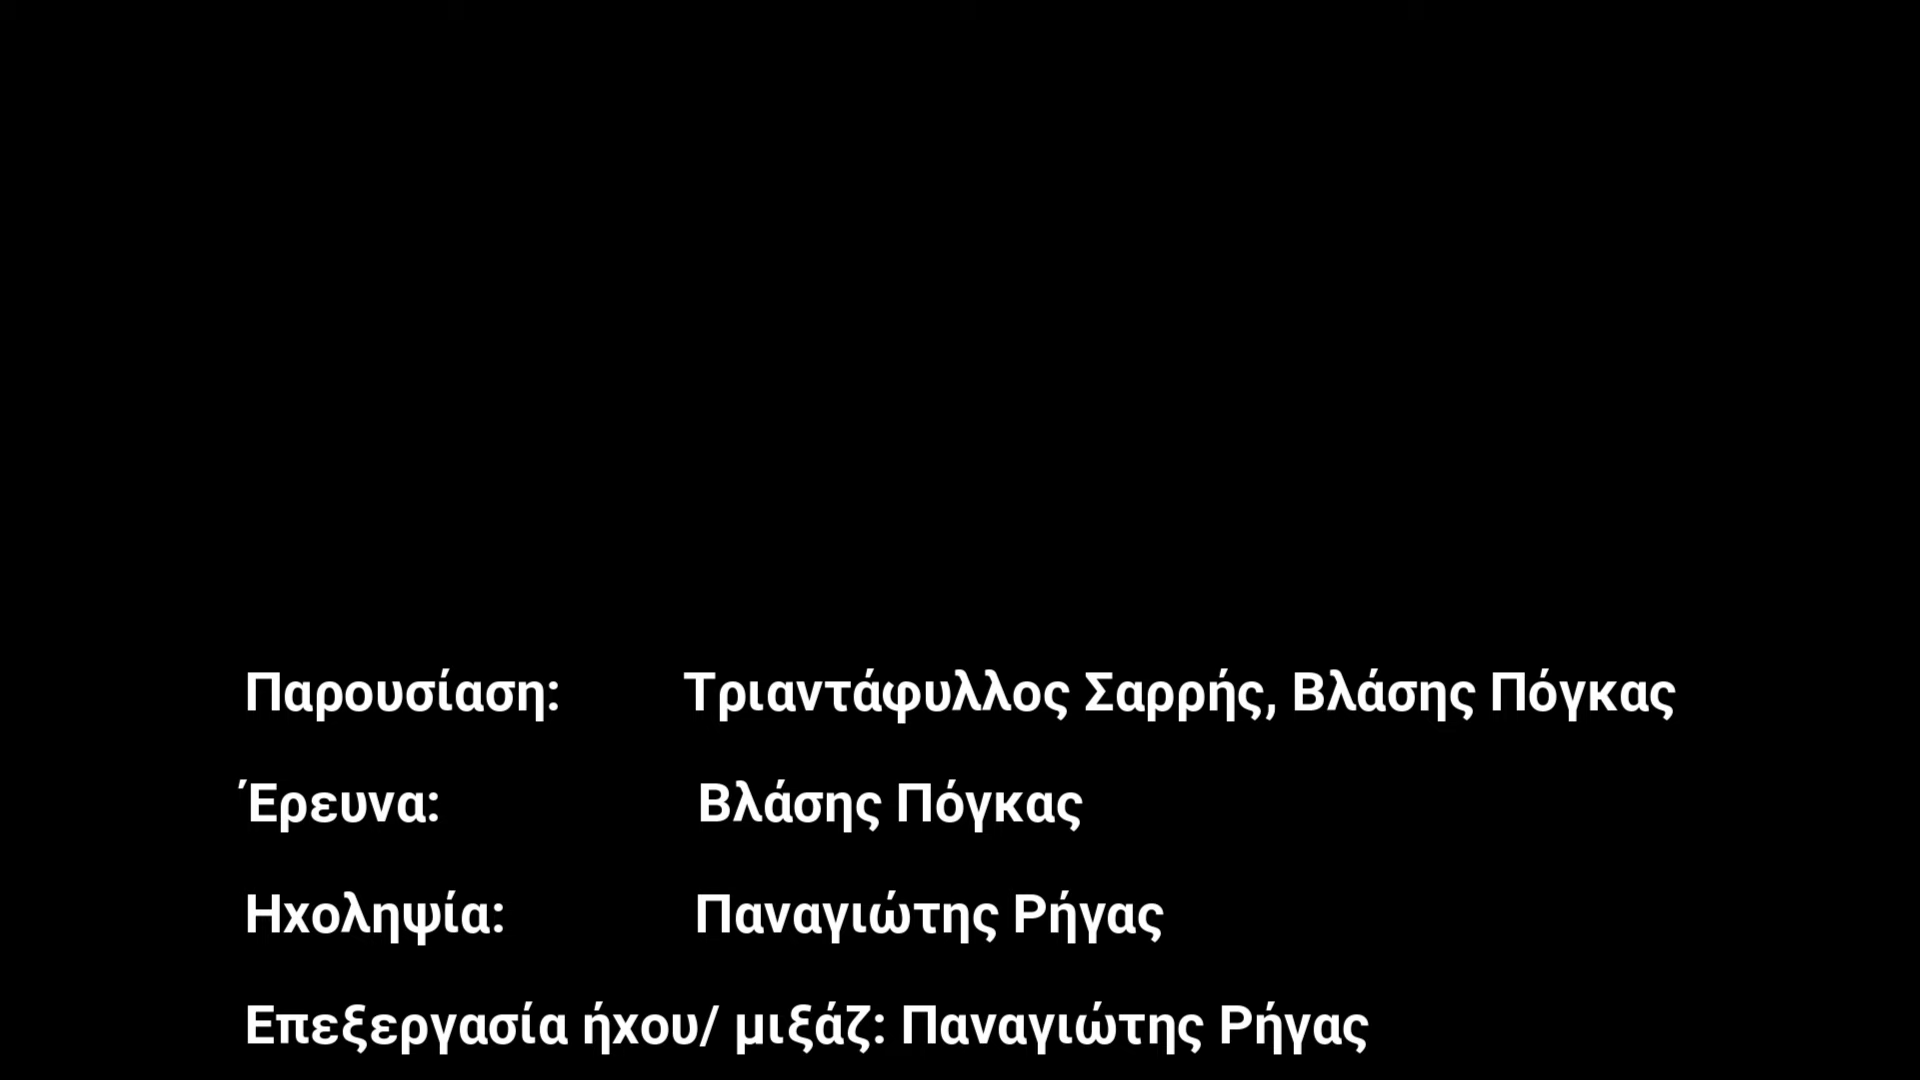 Παρουσίαση: Τριαντάφυλλος Σαρρής, Βλάσης Πόγκας
Έρευνα: Βλάσης Πόγκας
Ηχοληψία: Παναγιώτης Ρήγας
Επεξεργασία ήχου/ μιξάζ: Παναγιώτης Ρήγας